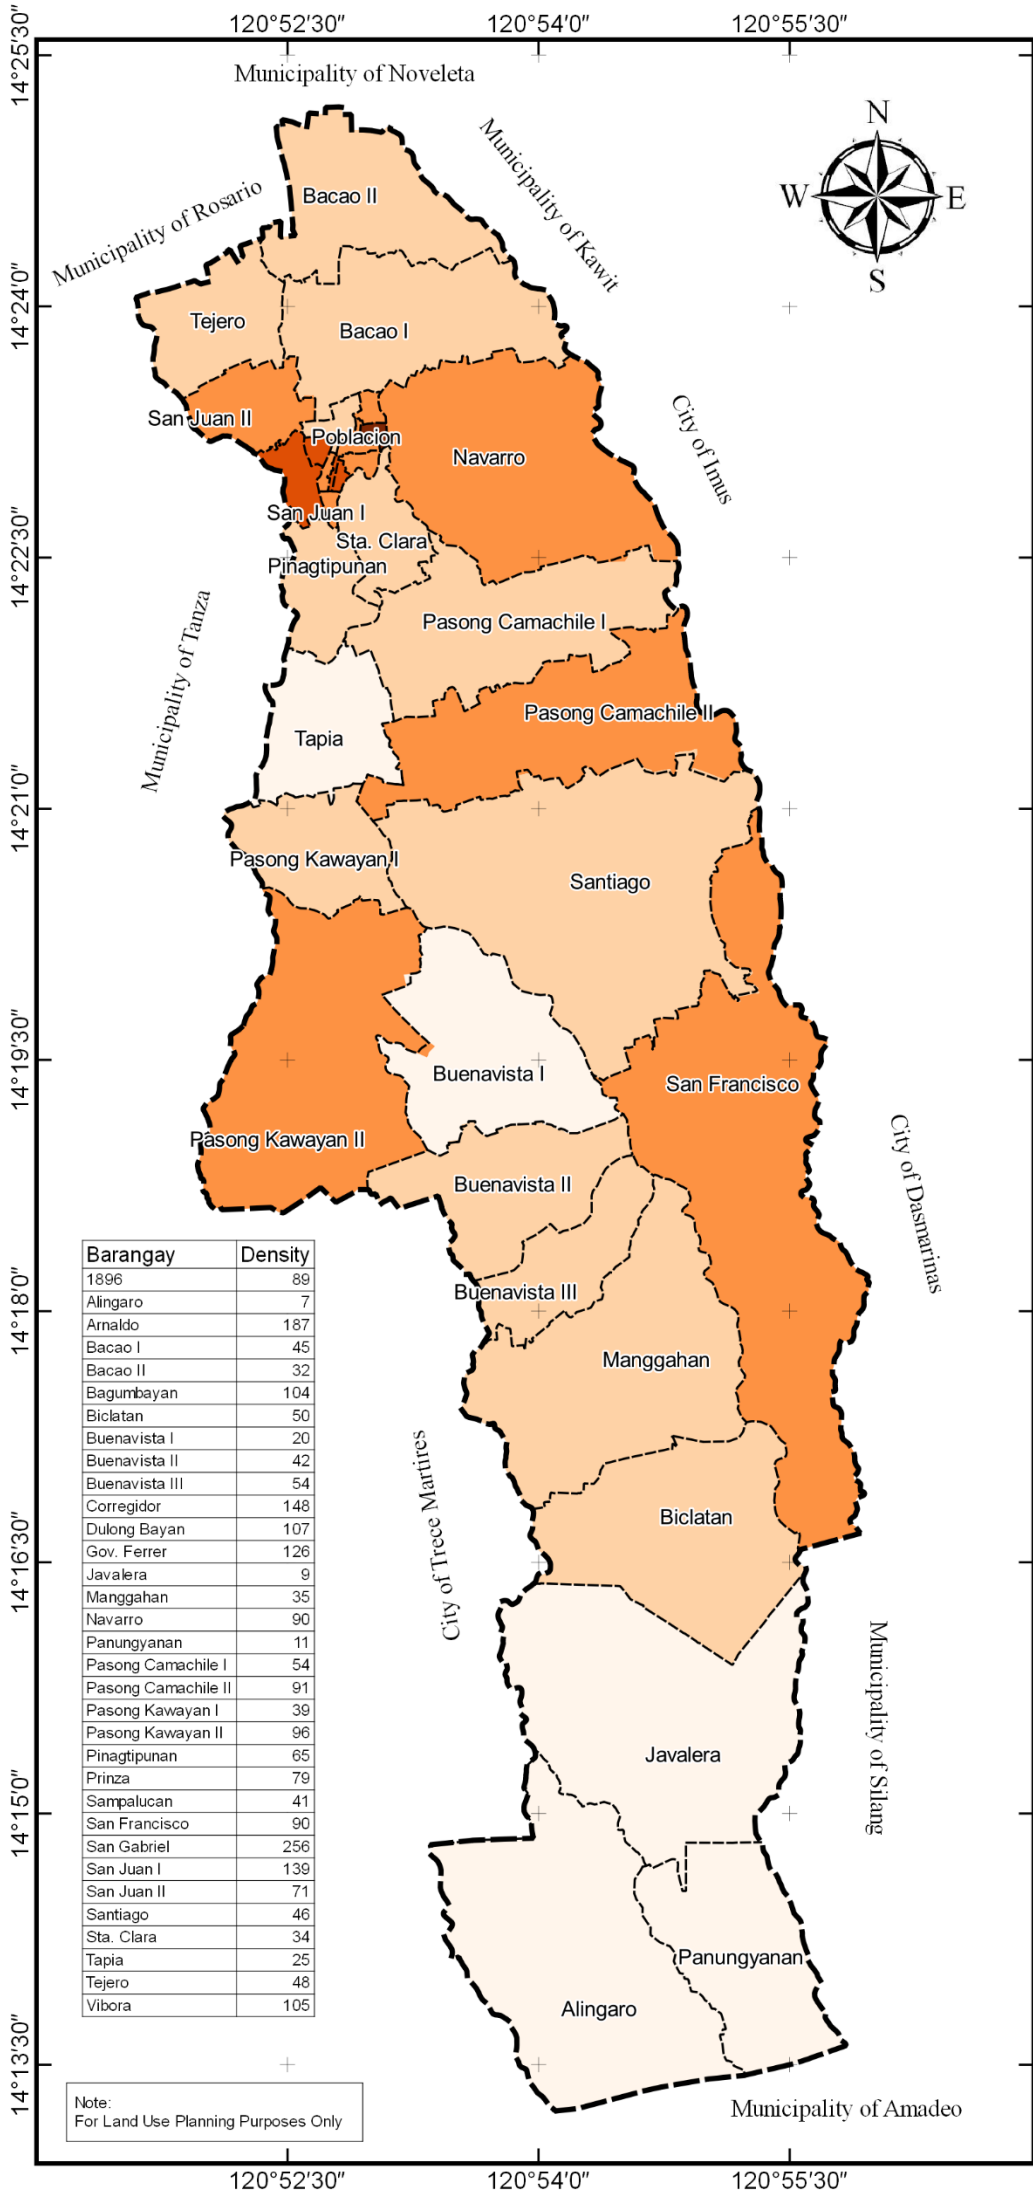 120°52'30" 120°54'0" 120°55'30"
14°25'30"
Municipality of Noveleta
N
Municipality of Kawit
W E
Municipality of Rosario
Bacao II
S
14°24'0"
Tejero
Bacao I
San Juan II
City of Imus
Poblacion
Navarro
San Juan I
Sta. Clara
14°22'30"
Pinagtipunan
Municipality of Tanza
Pasong Camachile I
Pasong Camachile II
Tapia
14°21'0"
Pasong Kawayan I
Santiago
14°19'30"
Buenavista I
San Francisco
Pasong Kawayan II
City of Dasmarinas
Buenavista II
Buenavista III
14°18'0"
Manggahan
City of Trece Martires
Biclatan
14°16'30"
Municipality of Silang
Javalera
14°15'0"
Panungyanan
Alingaro
14°13'30"
Municipality of Amadeo
Barangay Density
1896 89
Alingaro 7
Arnaldo 187
Bacao I 45
Bacao II 32
Bagumbayan 104
Biclatan 50
Buenavista I 20
Buenavista II 42
Buenavista III 54
Corregidor 148
Dulong Bayan 107
Gov. Ferrer 126
Javalera 9
Manggahan 35
Navarro 90
Panungyanan 11
Pasong Camachile I 54
Pasong Camachile II 91
Pasong Kawayan I 39
Pasong Kawayan II 96
Pinagtipunan 65
Prinza 79
Sampalucan 41
San Francisco 90
San Gabriel 256
San Juan I 139
San Juan II 71
Santiago 46
Sta. Clara 34
Tapia 25
Tejero 48
Vibora 105
Note:
For Land Use Planning Purposes Only
120°52'30" 120°54'0" 120°55'30"